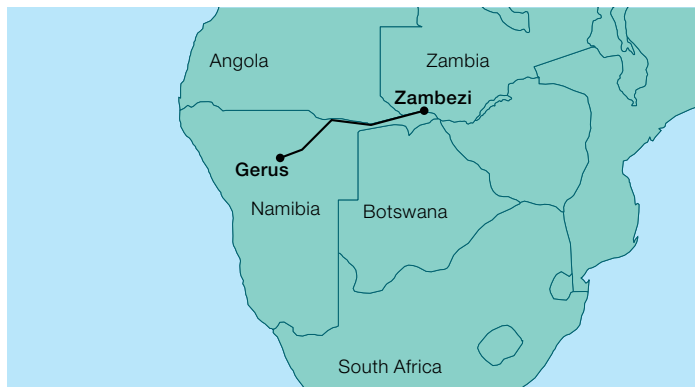 Angola
Zambia
Zambezi
Gerus
Namibia
Botswana
South Africa